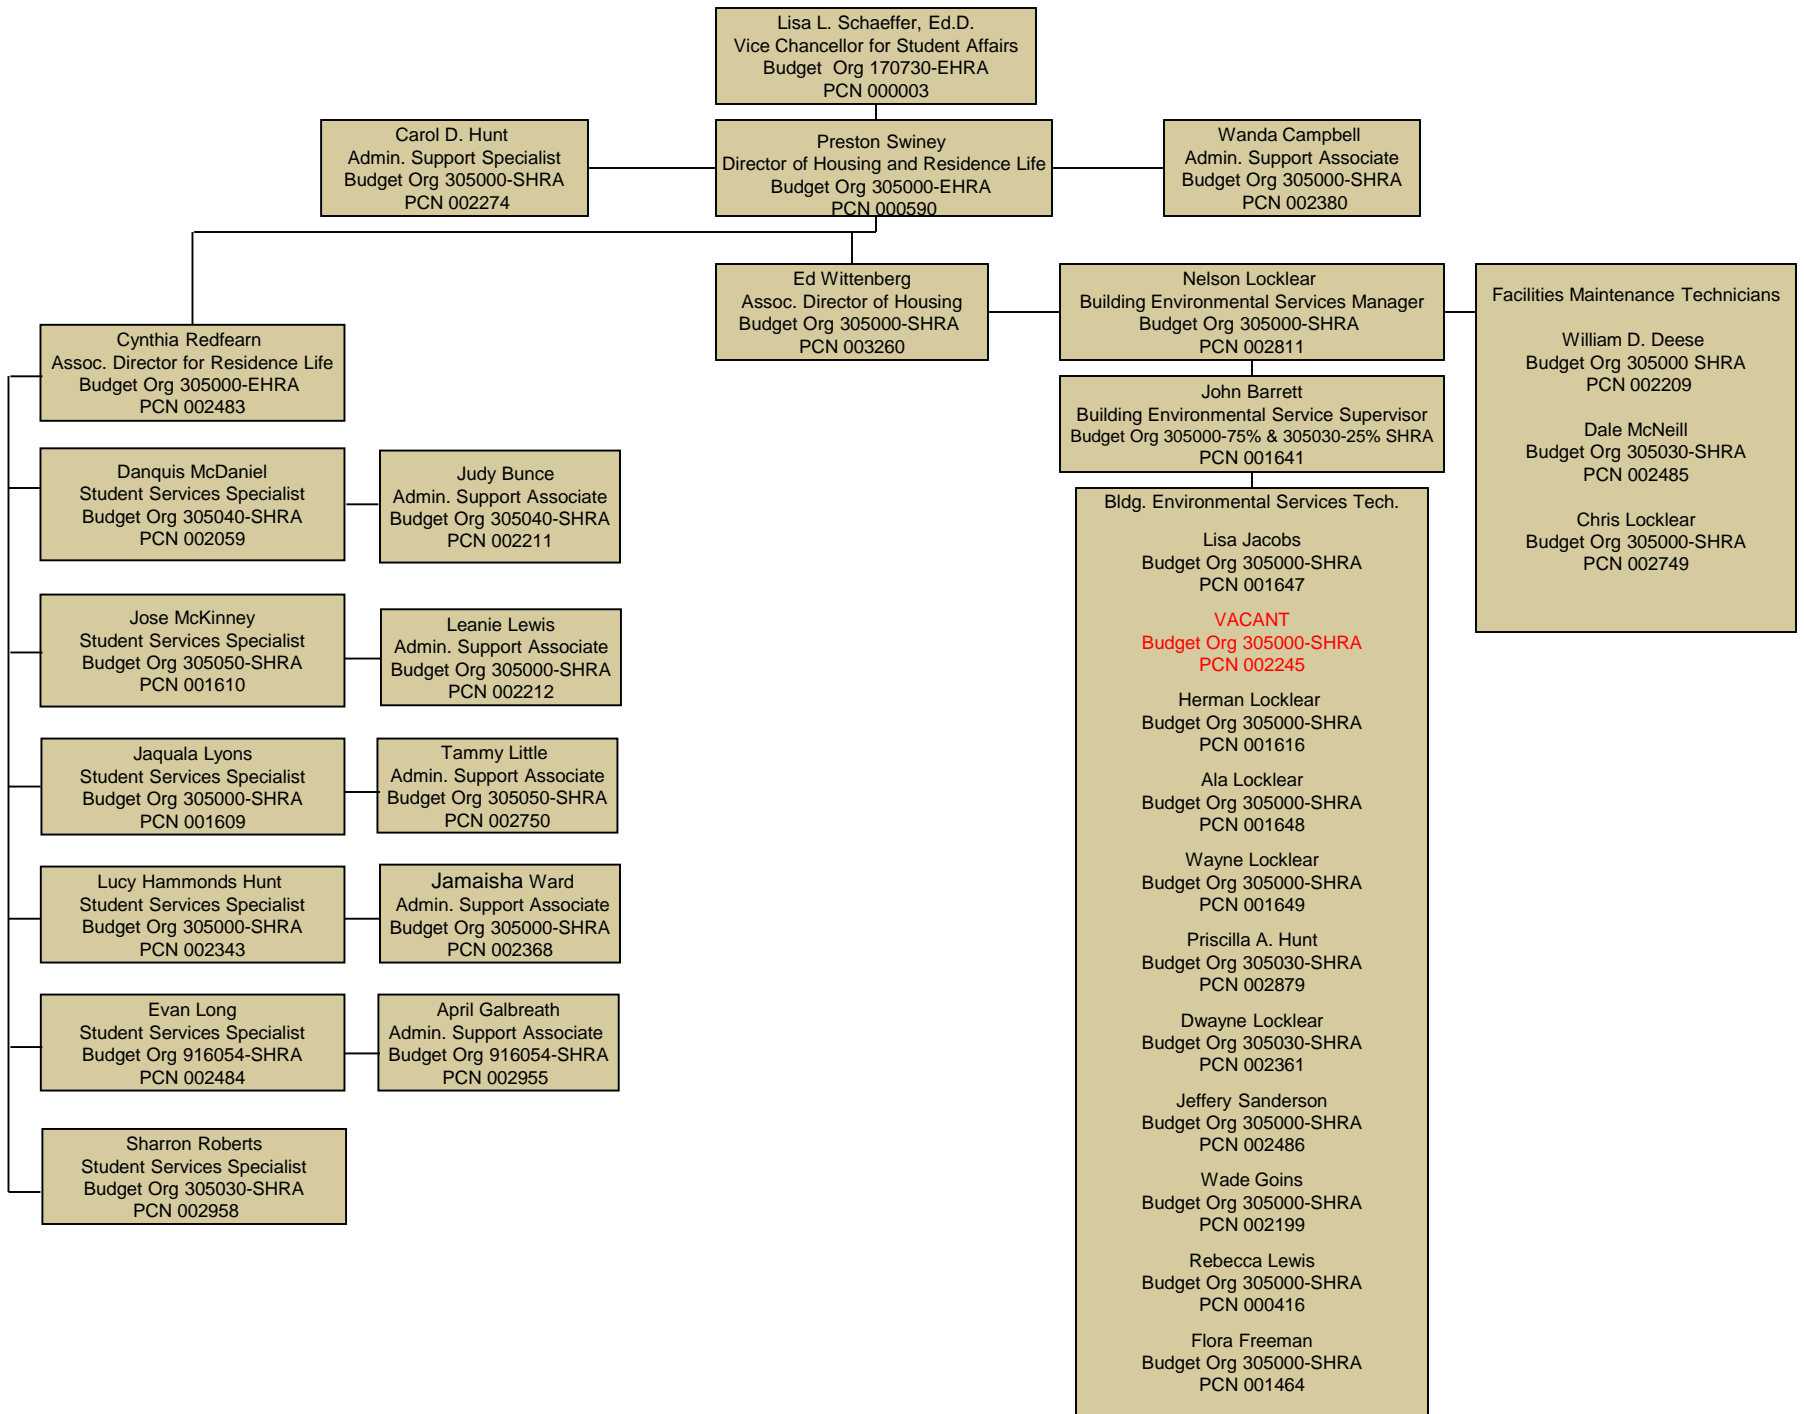 Lisa L. Schaeffer, Ed.D.
Vice Chancellor for Student Affairs
Budget Org 170730-EHRA
PCN 000003
Carol D. Hunt
Admin. Support Specialist
Budget Org 305000-SHRA
PCN 002274
Preston Swiney
Director of Housing and Residence Life
Budget Org 305000-EHRA
PCN 000590
Wanda Campbell
Admin. Support Associate
Budget Org 305000-SHRA
PCN 002380
Ed Wittenberg
Assoc. Director of Housing
Budget Org 305000-SHRA
PCN 003260
Nelson Locklear
Building Environmental Services Manager
Budget Org 305000-SHRA
PCN 002811
Facilities Maintenance Technicians
William D. Deese
Budget Org 305000 SHRA
PCN 002209
Dale McNeill
Budget Org 305030-SHRA
PCN 002485
Chris Locklear
Budget Org 305000-SHRA
PCN 002749
Cynthia Redfearn
Assoc. Director for Residence Life
Budget Org 305000-EHRA
PCN 002483
John Barrett
Building Environmental Service Supervisor
Budget Org 305000-75% & 305030-25% SHRA
PCN 001641
Danquis McDaniel
Student Services Specialist
Budget Org 305040-SHRA
PCN 002059
Judy Bunce
Admin. Support Associate
Budget Org 305040-SHRA
PCN 002211
Jose McKinney
Student Services Specialist
Budget Org 305050-SHRA
PCN 001610
Leanie Lewis
Admin. Support Associate
Budget Org 305000-SHRA
PCN 002212
Jaquala Lyons
Student Services Specialist
Budget Org 305000-SHRA
PCN 001609
Tammy Little
Admin. Support Associate
Budget Org 305050-SHRA
PCN 002750
Lucy Hammonds Hunt
Student Services Specialist
Budget Org 305000-SHRA
PCN 002343
Jamaisha Ward
Admin. Support Associate
Budget Org 305000-SHRA
PCN 002368
Evan Long
Student Services Specialist
Budget Org 916054-SHRA
PCN 002484
April Galbreath
Admin. Support Associate
Budget Org 916054-SHRA
PCN 002955
Sharron Roberts
Student Services Specialist
Budget Org 305030-SHRA
PCN 002958
Bldg. Environmental Services Tech.
Lisa Jacobs
Budget Org 305000-SHRA
PCN 001647
VACANT
Budget Org 305000-SHRA
PCN 002245
Herman Locklear
Budget Org 305000-SHRA
PCN 001616
Ala Locklear
Budget Org 305000-SHRA
PCN 001648
Wayne Locklear
Budget Org 305000-SHRA
PCN 001649
Priscilla A. Hunt
Budget Org 305030-SHRA
PCN 002879
Dwayne Locklear
Budget Org 305030-SHRA
PCN 002361
Jeffery Sanderson
Budget Org 305000-SHRA
PCN 002486
Wade Goins
Budget Org 305000-SHRA
PCN 002199
Rebecca Lewis
Budget Org 305000-SHRA
PCN 000416
Flora Freeman
Budget Org 305000-SHRA
PCN 001464